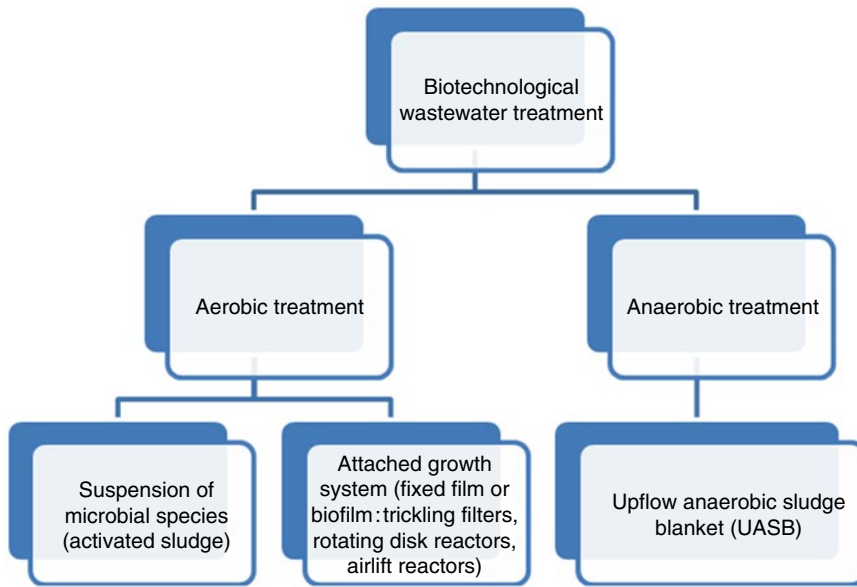 Biotechnological
wastewater treatment
Aerobic treatment
Anaerobic treatment
Suspension of
microbial species
(activated sludge)
Attached growth
system (fixed film or
biofilm: trickling filters,
rotating disk reactors,
airlift reactors)
Upflow anaerobic sludge
blanket (UASB)